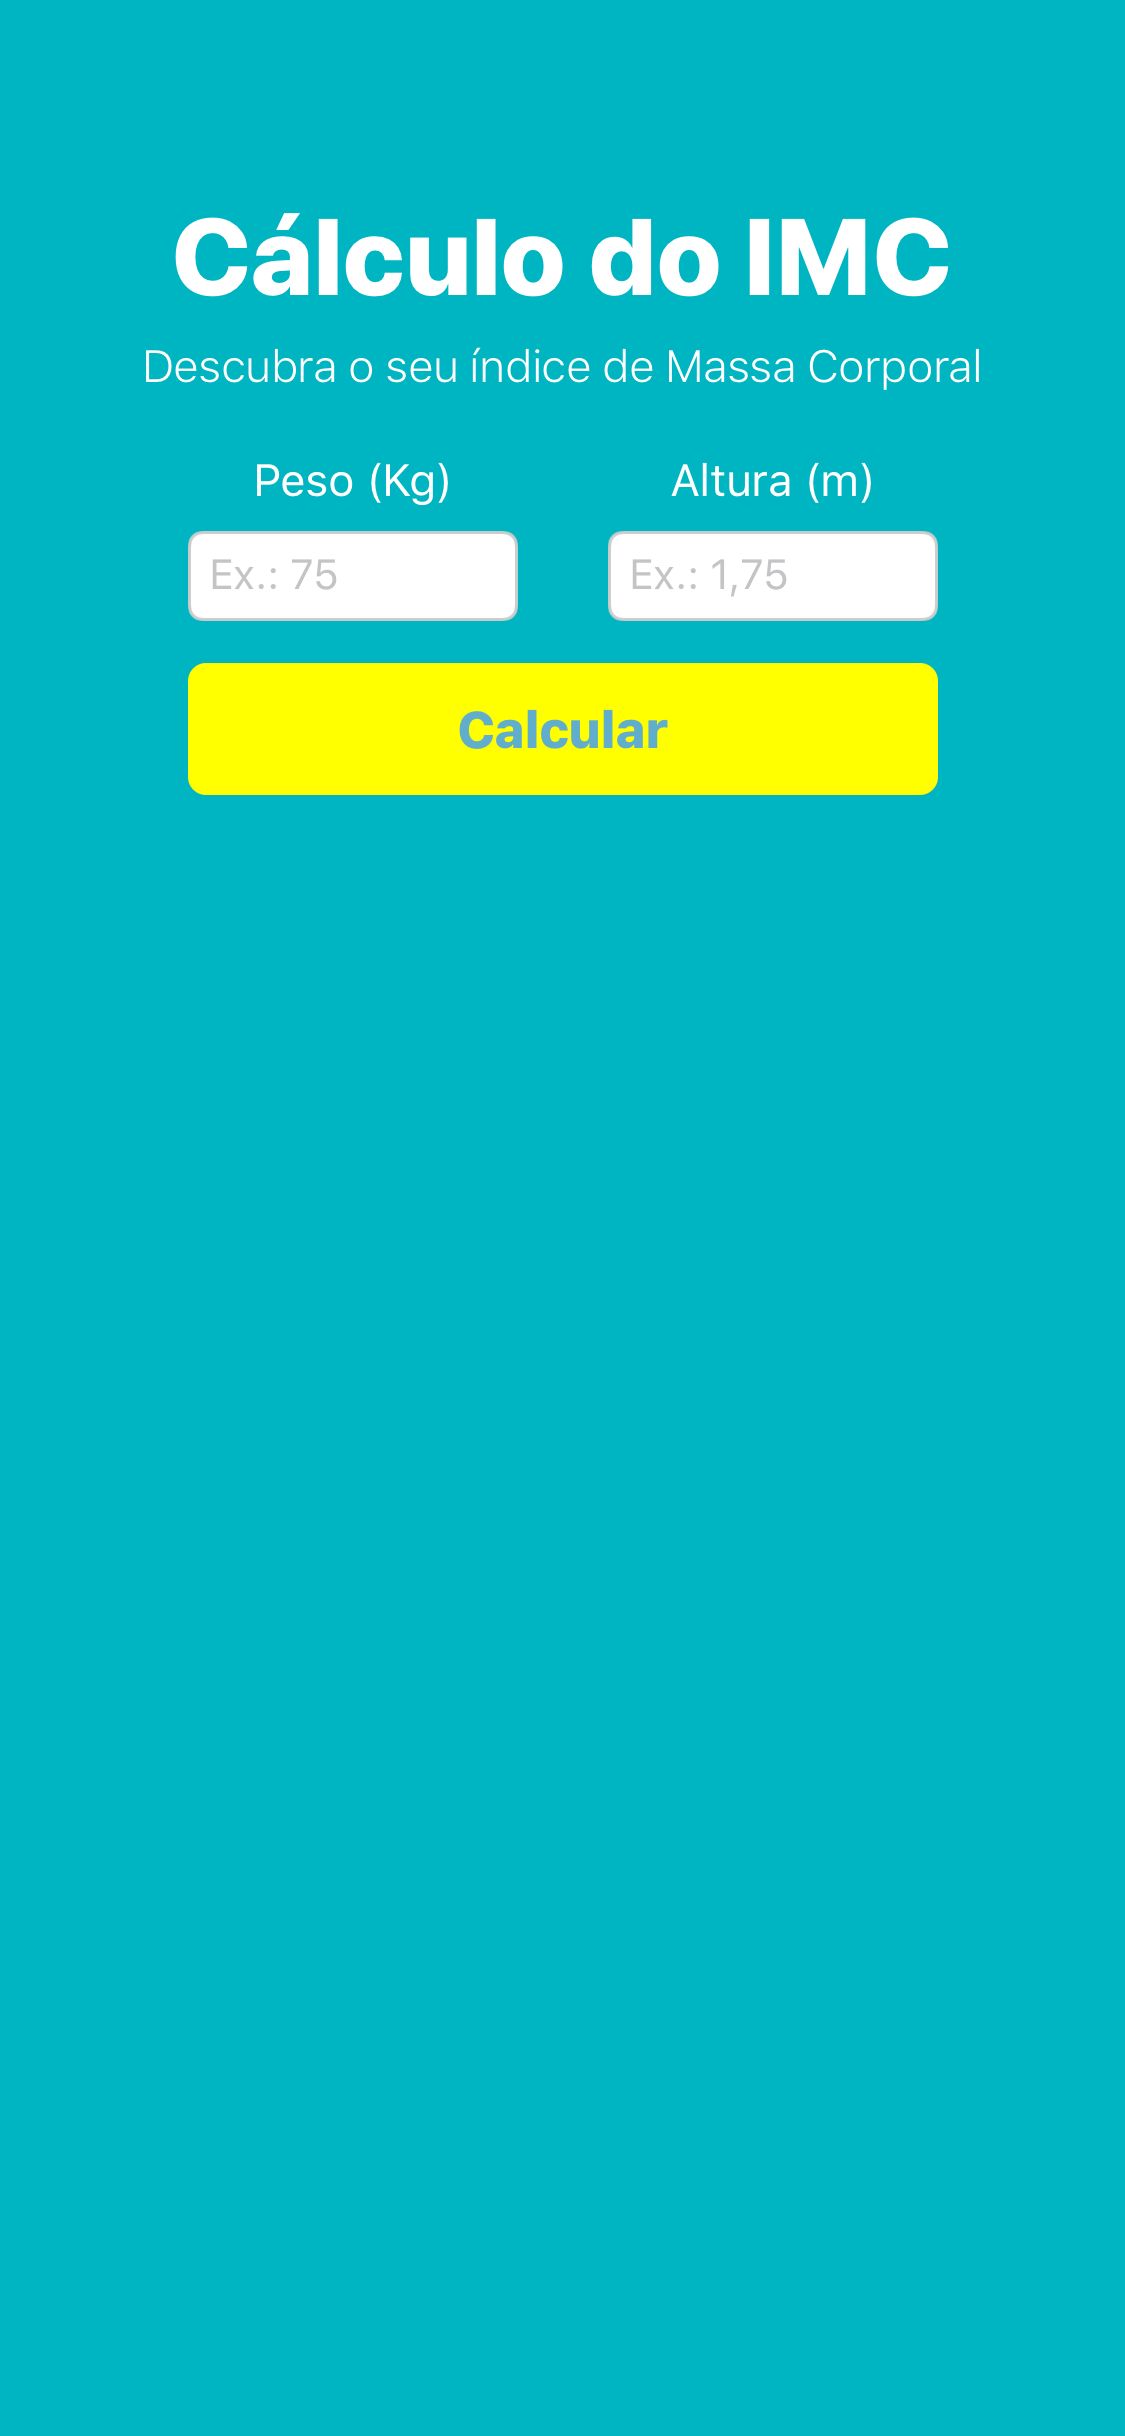 Cálculo do IMC
Descubra o seu índice de Massa Corporal
Peso (Kg) Altura (m)
Ex.: 75 Ex.: 1,75
Calcular